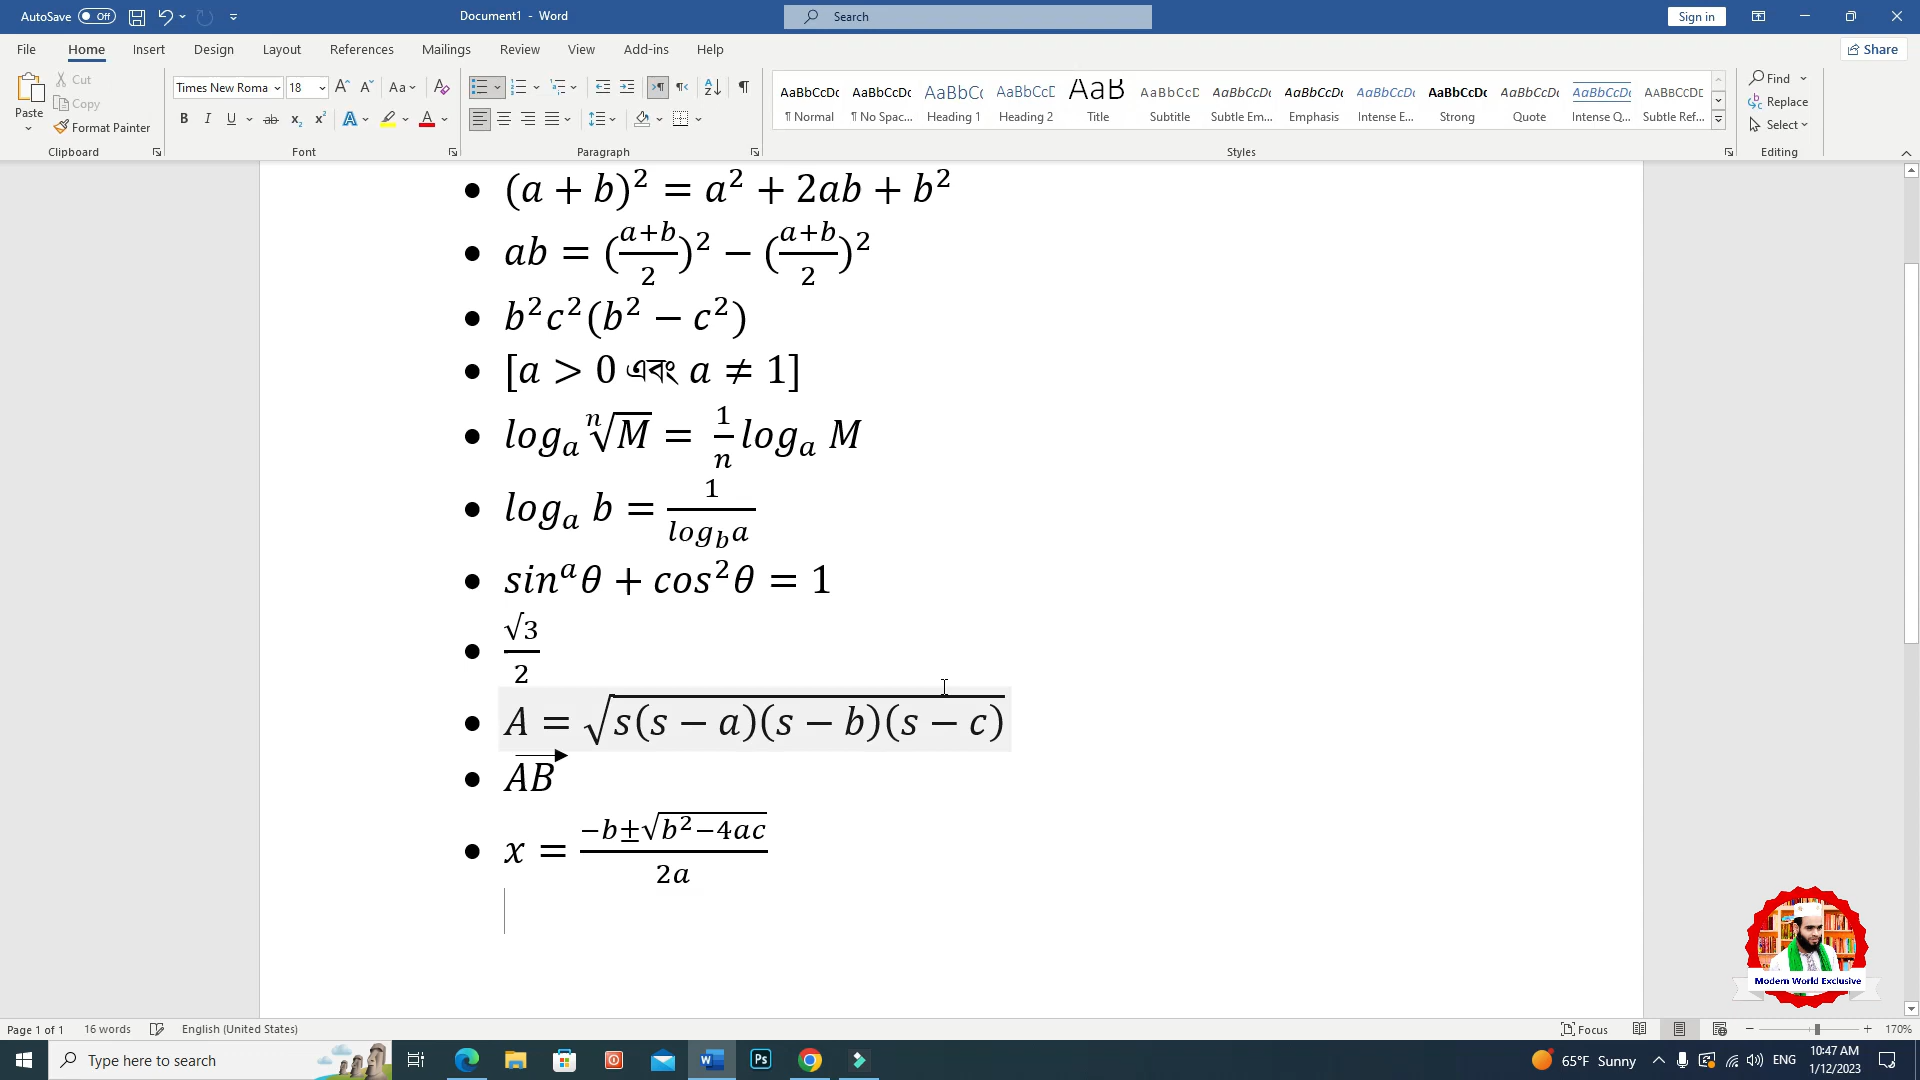 AutoSave Off Document1 - Word Search Sign in
File Home Insert Design Layout References Mailings Review View Add-ins Help Share
Paste Cut Copy Format Painter Clipboard
Times New Roma 18 Aa Font
Paragraph
AaBbCcDc AaBbCcDc AaBbCc AaBbCcD AaB AaBbCcD AaBbCcDc AaBbCcDc AaBbCcDc AaBbCcDc AaBbCcDc AaBbCcDc AABBCCDE
¶ Normal ¶ No Spac... Heading 1 Heading 2 Title Subtitle Subtle Em... Emphasis Intense E... Strong Quote Intense Q... Subtle Ref...
Styles
Find Replace Select Editing
• (a + b)² = a² + 2ab + b²
• ab = ((a+b)/2)² − ((a+b)/2)²
• b²c²(b² − c²)
• [a > 0 এবং a ≠ 1]
• logₐ ⁿ√M = 1/n logₐ M
• logₐ b = 1/log_b a
• sinᵃθ + cos²θ = 1
• √3/2
• A = √(s(s − a)(s − b)(s − c))
• AB→
• x = (−b±√(b²−4ac))/2a
Modern World Exclusive
Page 1 of 1 16 words English (United States) Focus 170%
Type here to search 65°F Sunny ENG 10:47 AM
1/12/2023